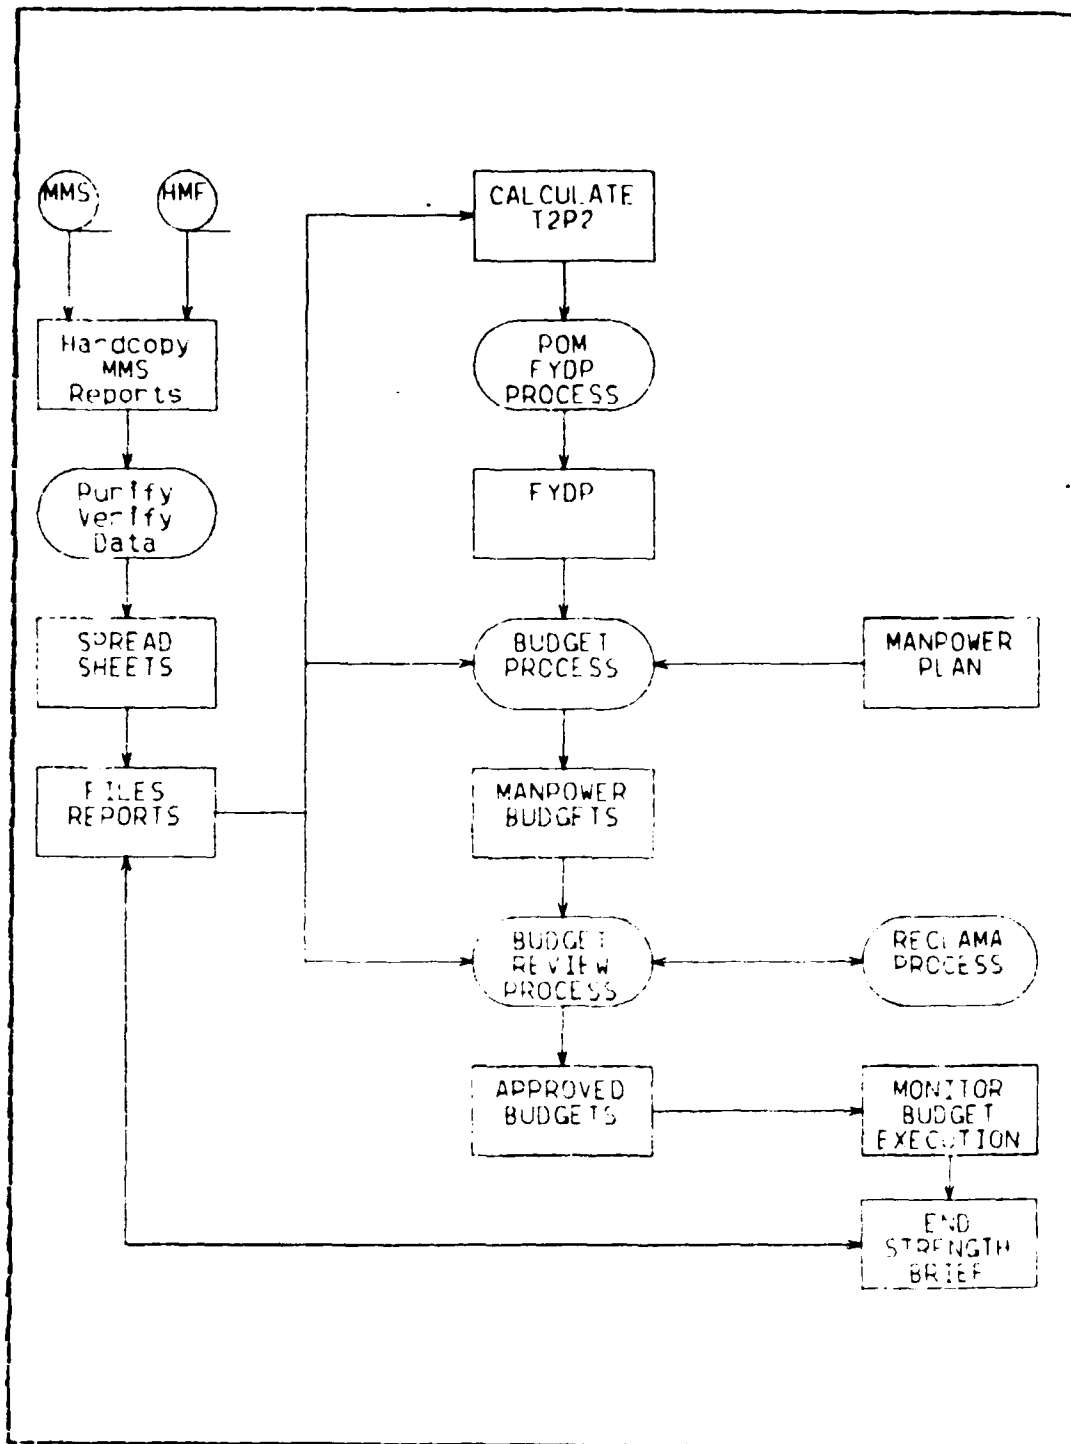 MMS
HMF
Hardcopy
MMS
Reports
Purify
Verify
Data
SPREAD
SHEETS
FILES
REPORTS
CALCULATE
T2P2
POM
FYDP
PROCESS
FYDP
BUDGET
PROCESS
MANPOWER
PLAN
MANPOWER
BUDGETS
BUDGET
REVIEW
PROCESS
RECLAMA
PROCESS
APPROVED
BUDGETS
MONITOR
BUDGET
EXECUTION
END
STRENGTH
BRIEF